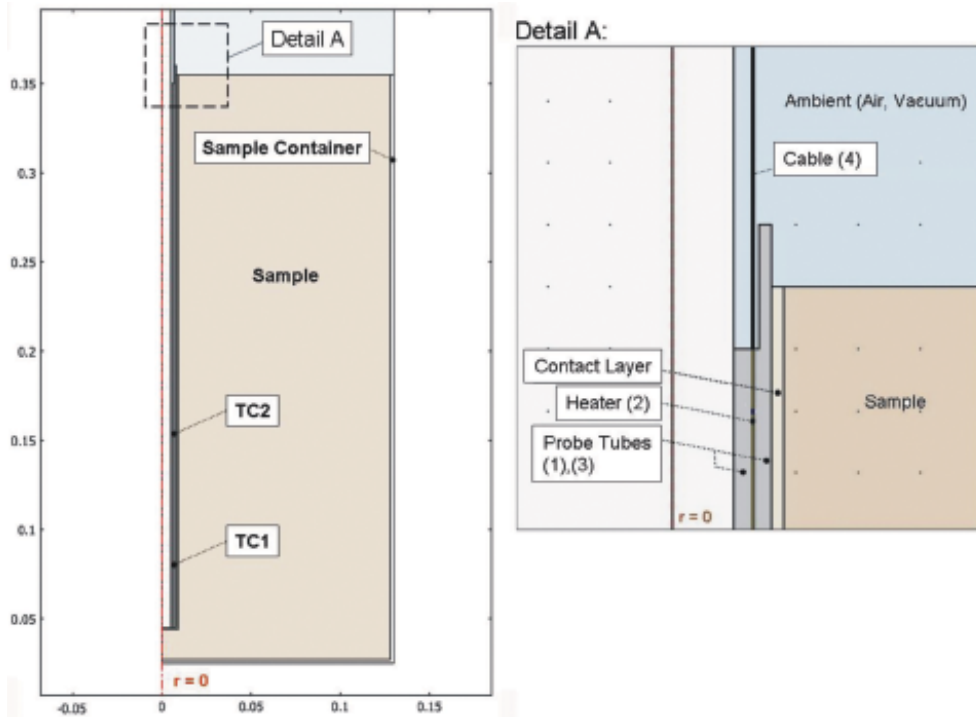 Detail A
0.35
Sample Container
0.3
0.25
Sample
0.2
TC2
0.15
0.1
TC1
0.05
r = 0
-0.05
0
0.05
0.1
0.15
Detail A:
Ambient (Air, Vacuum)
Cable (4)
Contact Layer
Heater (2)
Sample
Probe Tubes
(1),(3)
r = 0